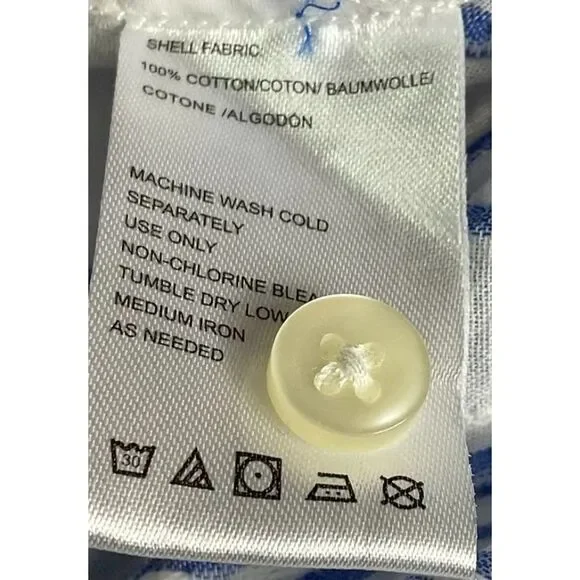 SHELL FABRIC:
100% COTTON/COTON/ BAUMWOLLE/
COTONE /ALGODÓN
MACHINE WASH COLD
SEPARATELY
USE ONLY
NON-CHLORINE BLEA
TUMBLE DRY LOW
MEDIUM IRON
AS NEEDED
30